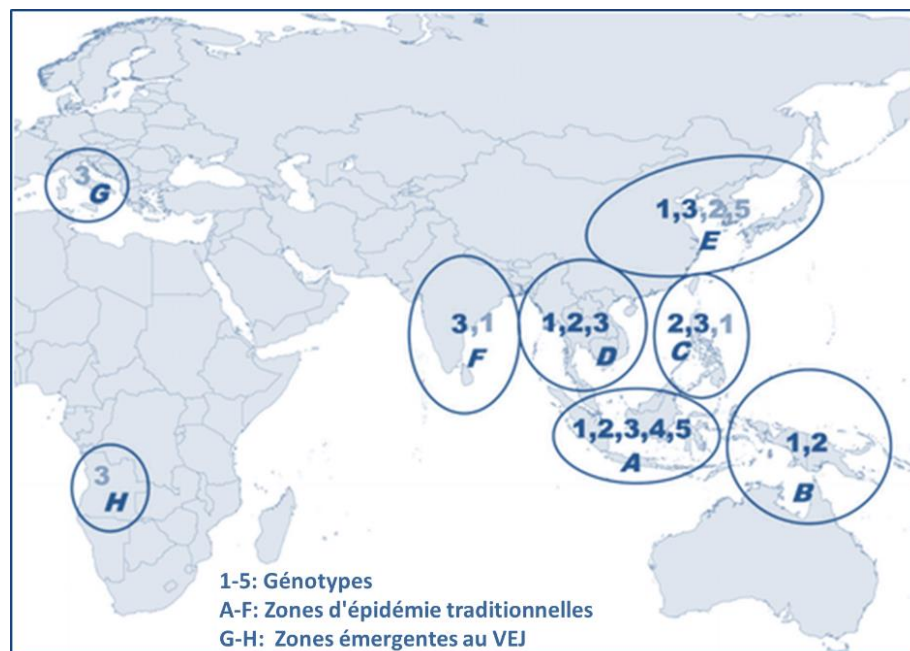 3
G
1,3,2,5
E
3,1
F
1,2,3
D
2,3,1
C
1,2,3,4,5
A
1,2
B
3
H
1-5: Génotypes
A-F: Zones d'épidémie traditionnelles
G-H: Zones émergentes au VEJ